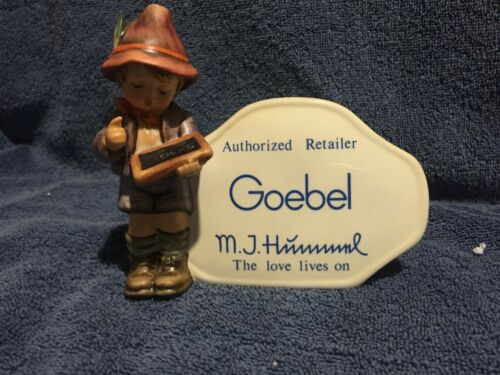 Authorized Retailer
Goebel
M.J. Hummel
The love lives on